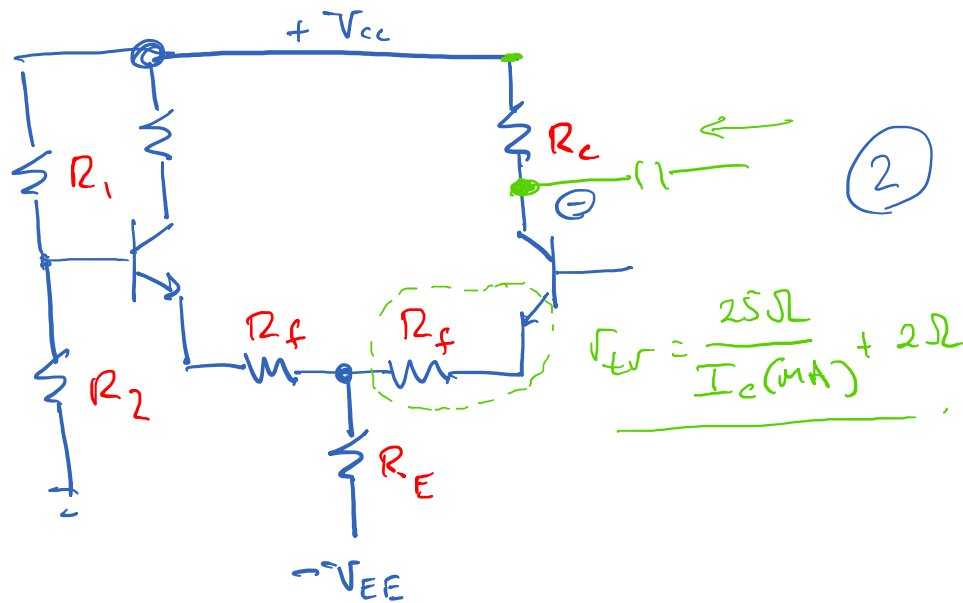 + Vcc
R1
Rc
2
−
Rf
Rf
rtr = 25Ω / Ic(mA) + 2Ω
R2
RE
-VEE